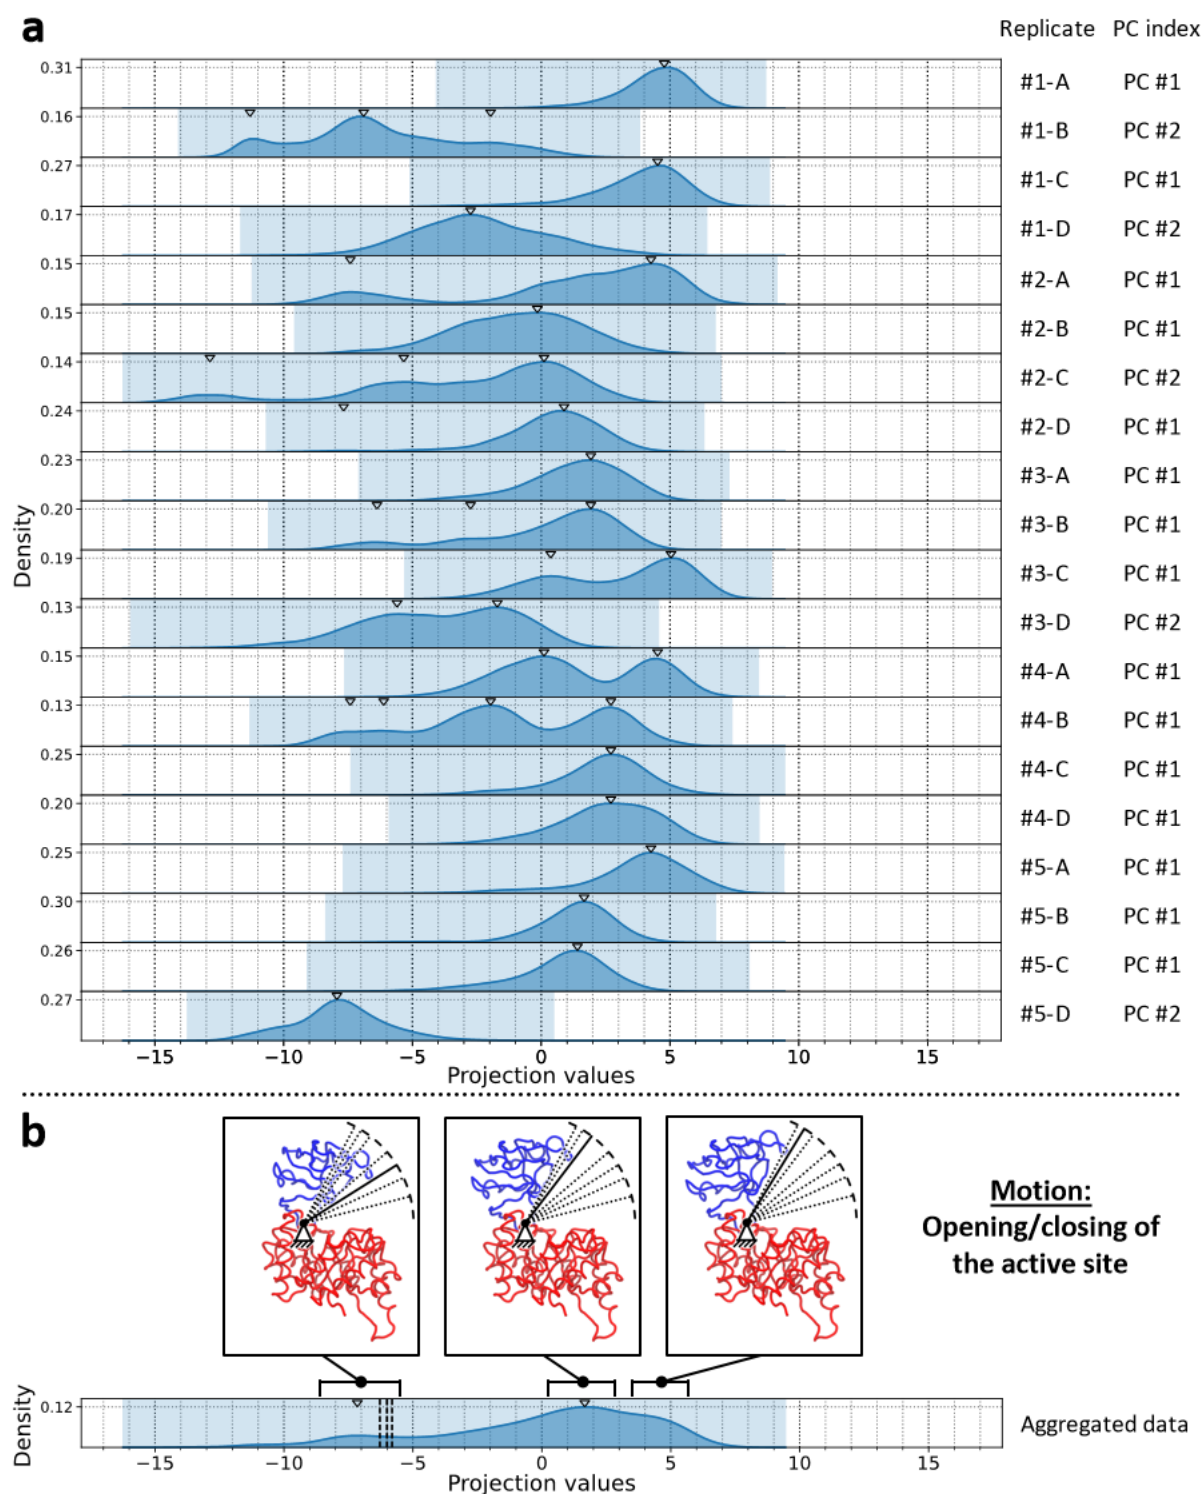 a
Replicate PC index
0.31 #1-A PC #1
0.16 #1-B PC #2
0.27 #1-C PC #1
0.17 #1-D PC #2
0.15 #2-A PC #1
0.15 #2-B PC #1
0.14 #2-C PC #2
0.24 #2-D PC #1
0.23 #3-A PC #1
0.20 #3-B PC #1
0.19 #3-C PC #1
0.13 #3-D PC #2
0.15 #4-A PC #1
0.13 #4-B PC #1
0.25 #4-C PC #1
0.20 #4-D PC #1
0.25 #5-A PC #1
0.30 #5-B PC #1
0.26 #5-C PC #1
0.27 #5-D PC #2
Density
−15 −10 −5 0 5 10 15
Projection values
b
Motion:
Opening/closing of
the active site
Density
0.12 Aggregated data
−15 −10 −5 0 5 10 15
Projection values